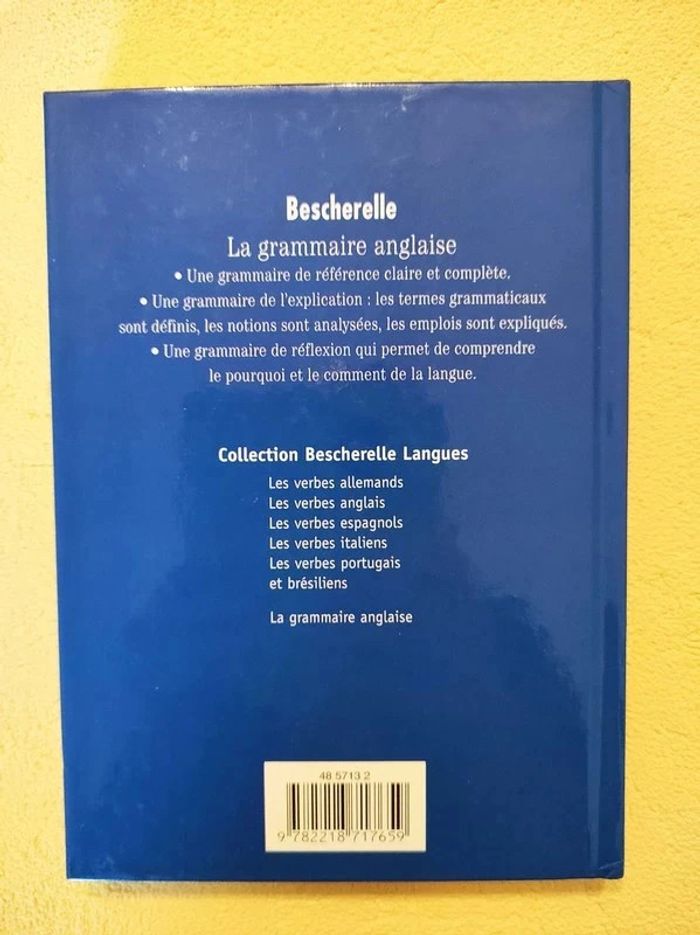 Bescherelle
La grammaire anglaise
• Une grammaire de référence claire et complète.
• Une grammaire de l'explication : les termes grammaticaux
sont définis, les notions sont analysées, les emplois sont expliqués.
• Une grammaire de réflexion qui permet de comprendre
le pourquoi et le comment de la langue.
Collection Bescherelle Langues
Les verbes allemands
Les verbes anglais
Les verbes espagnols
Les verbes italiens
Les verbes portugais
et brésiliens
La grammaire anglaise
48 5713 2
9 782218 717659